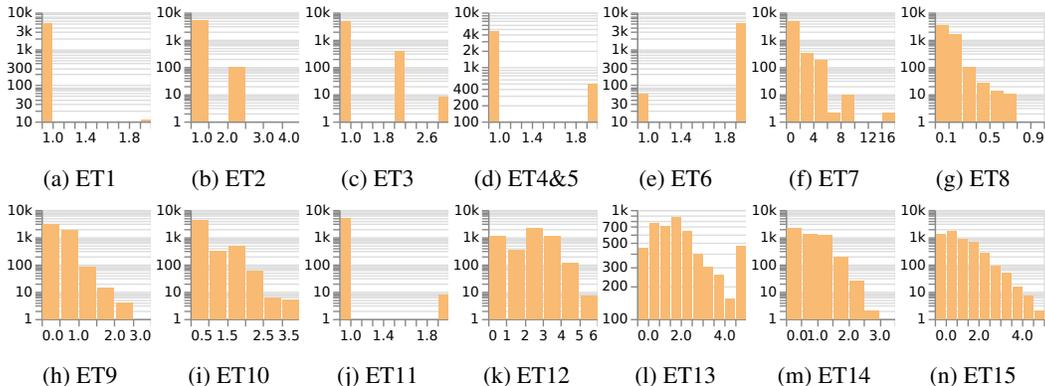 10k
3k
1k
300
100
30
10
1.0 1.4 1.8
(a) ET1
10k
1k
100
10
1
1.0 2.0 3.0 4.0
(b) ET2
10k
1k
100
10
1
1.0 1.8 2.6
(c) ET3
10k
4k
2k
1k
400
200
100
1.0 1.4 1.8
(d) ET4&5
10k
3k
1k
300
100
30
10
1.0 1.4 1.8
(e) ET6
10k
1k
100
10
1
0 4 8 12 16
(f) ET7
10k
1k
100
10
1
0.1 0.5 0.9
(g) ET8
10k
1k
100
10
1
0.0 1.0 2.0 3.0
(h) ET9
10k
1k
100
10
1
0.5 1.5 2.5 3.5
(i) ET10
10k
1k
100
10
1
1.0 1.4 1.8
(j) ET11
10k
1k
100
10
1
0 1 2 3 4 5 6
(k) ET12
1k
700
500
300
200
100
0.0 2.0 4.0
(l) ET13
10k
1k
100
10
1
0.0 1.0 2.0 3.0
(m) ET14
10k
1k
100
10
1
0.0 2.0 4.0
(n) ET15